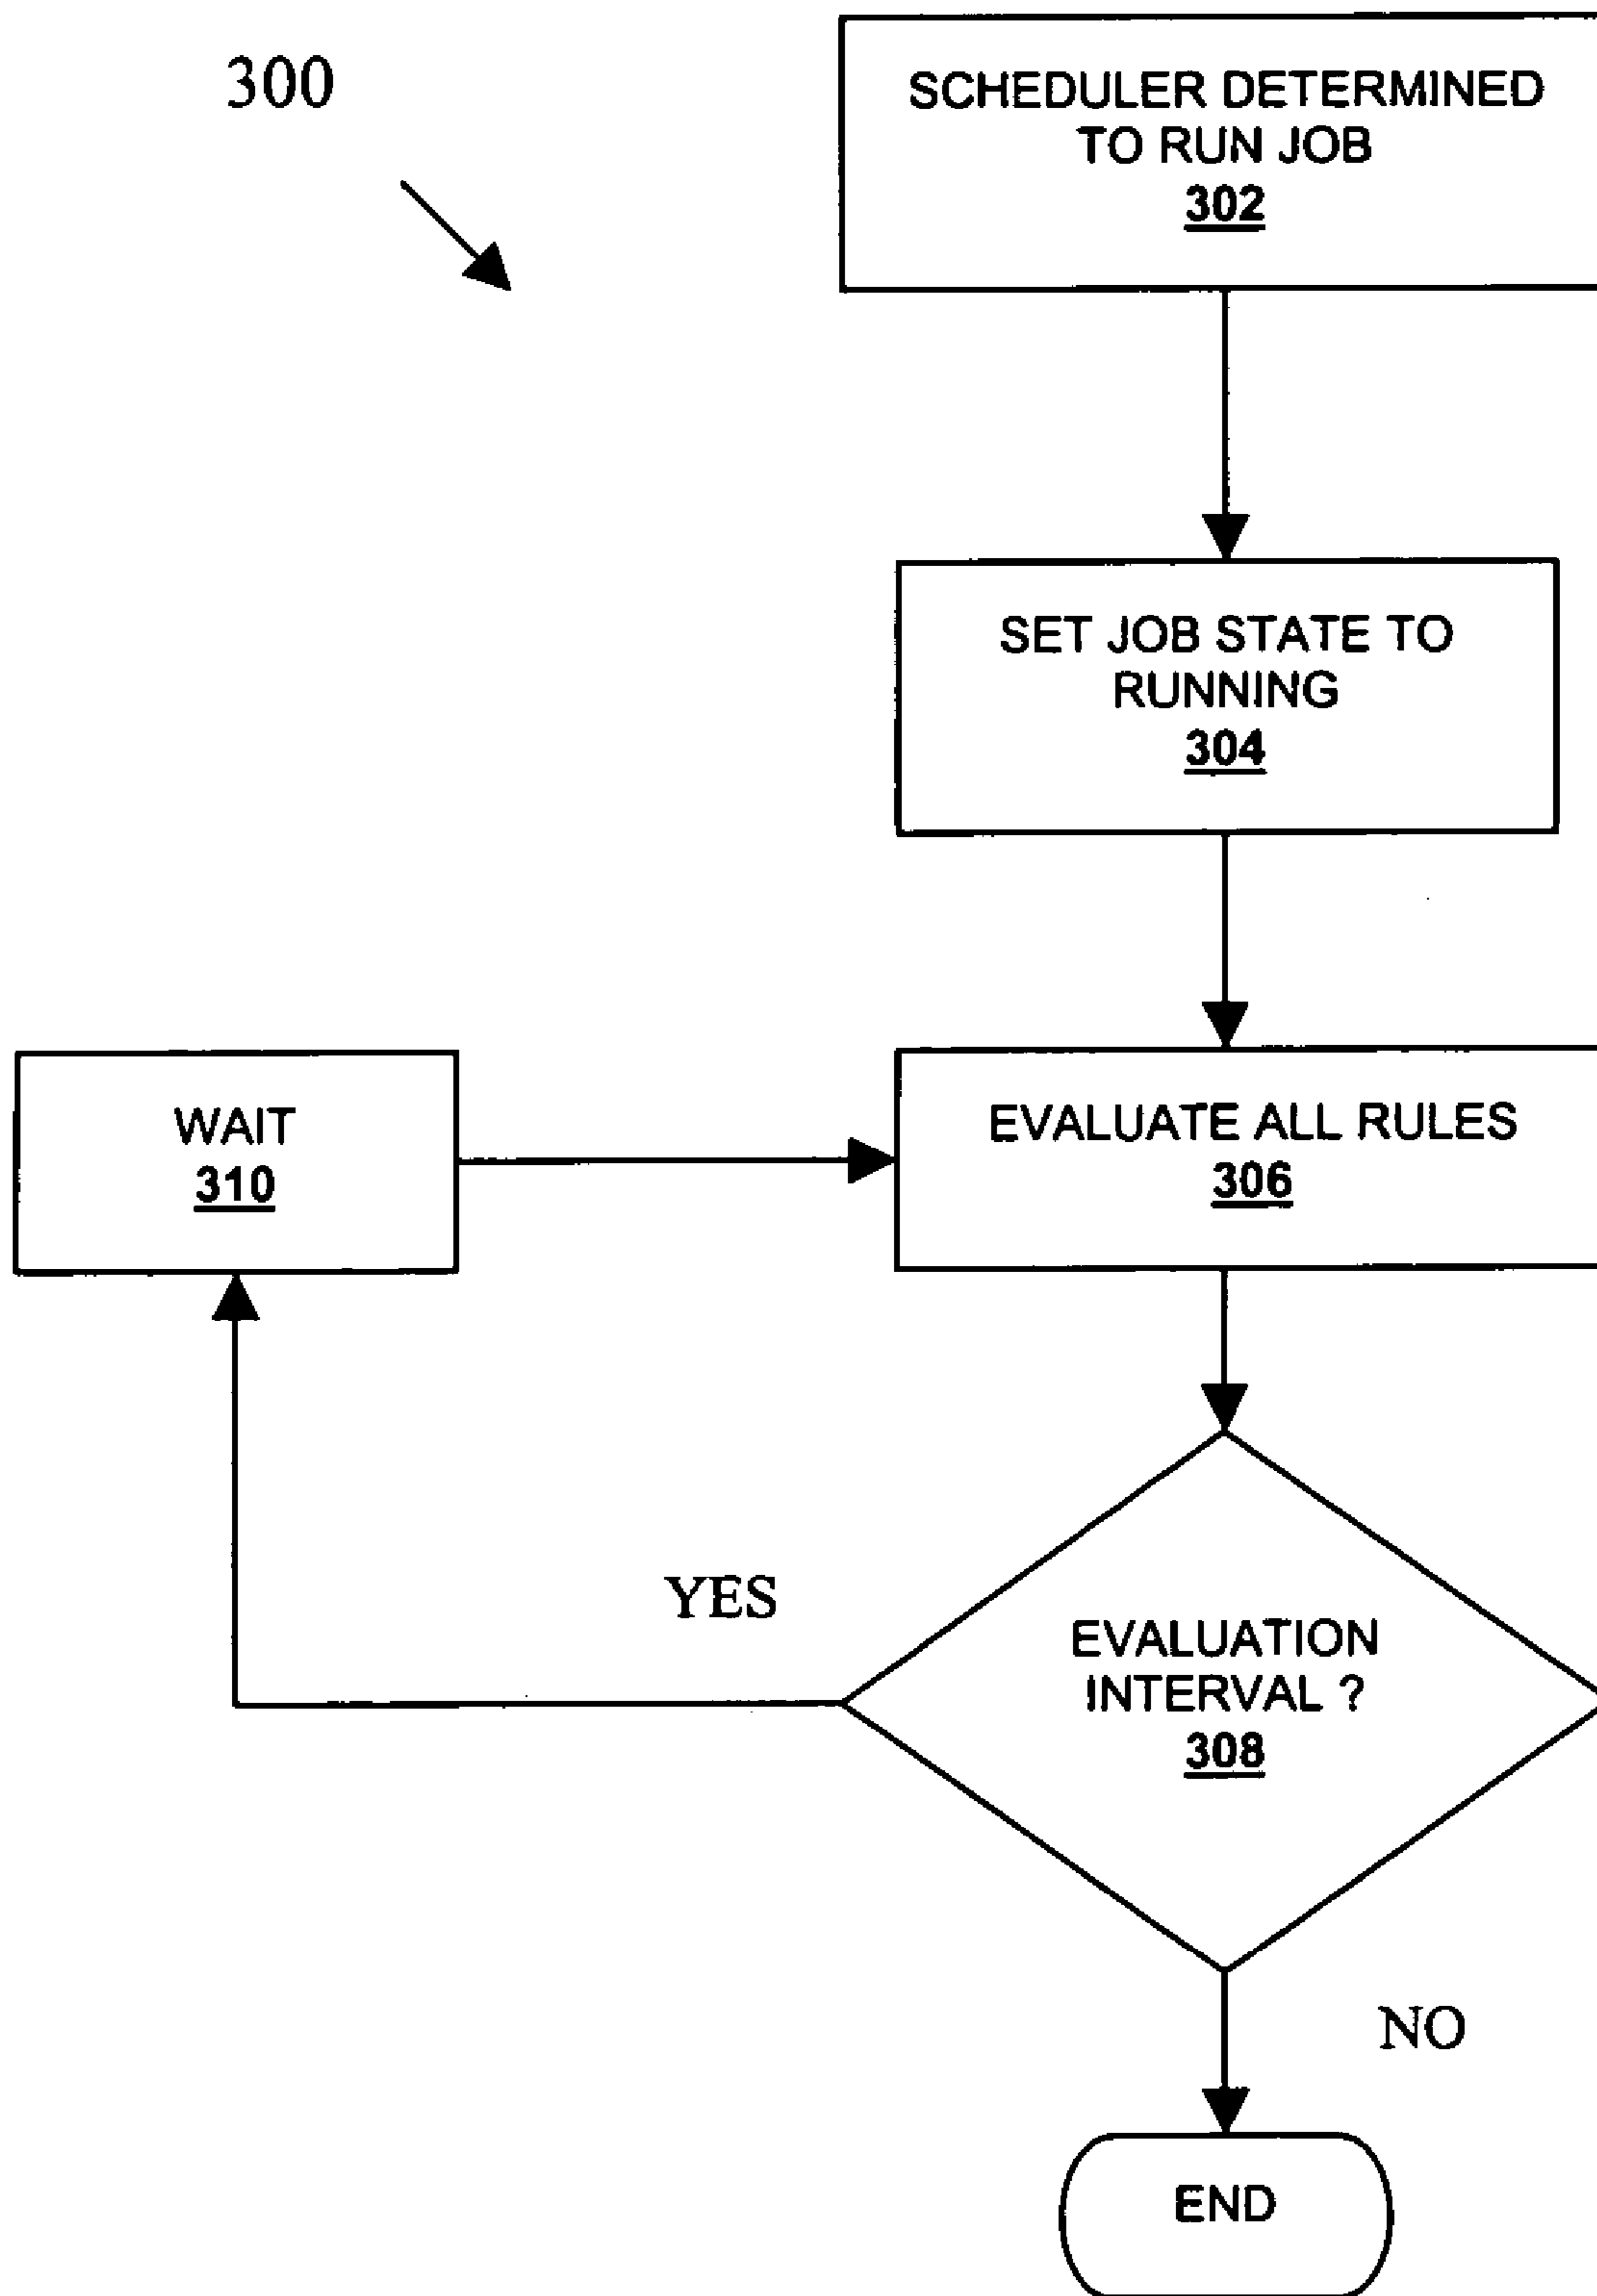 300
SCHEDULER DETERMINED
TO RUN JOB
302
SET JOB STATE TO
RUNNING
304
WAIT
310
EVALUATE ALL RULES
306
YES
EVALUATION
INTERVAL ?
308
NO
END